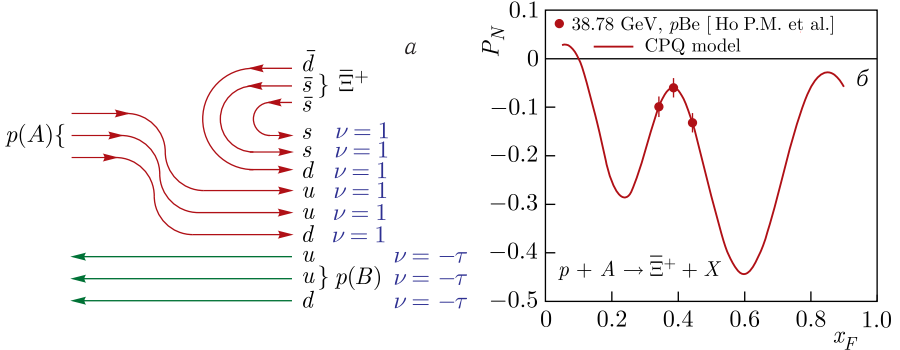 a
d̄
s̄ } Ξ̄⁺
s̄
p(A){
s ν = 1
s ν = 1
d ν = 1
u ν = 1
u ν = 1
d ν = 1
u ν = −τ
u } p(B) ν = −τ
d ν = −τ
P_N
0.1
0
−0.1
−0.2
−0.3
−0.4
−0.5
38.78 GeV, pBe [Ho P.M. et al.]
CPQ model
б
p + A → Ξ̄⁺ + X
0 0.2 0.4 0.6 0.8 1.0
x_F